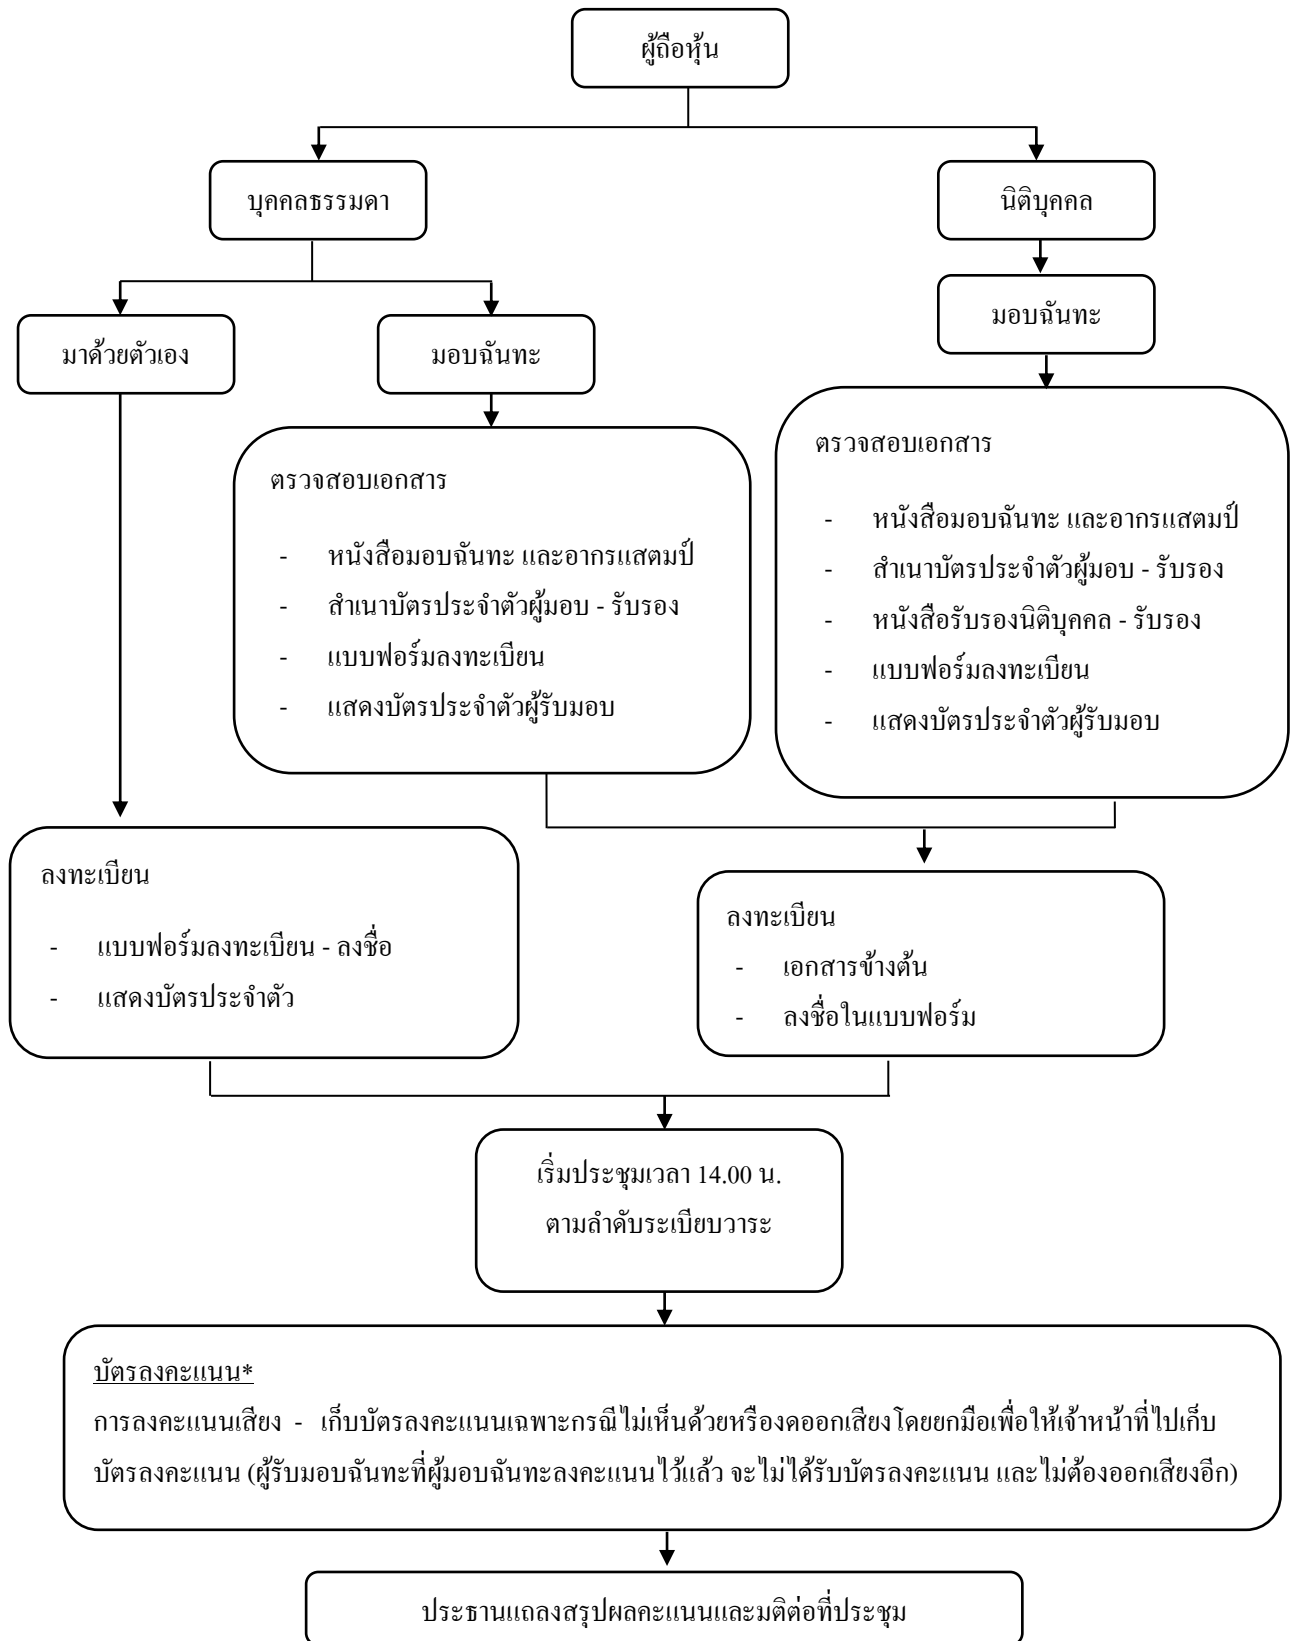 ผู้ถือหุ้น
บุคคลธรรมดา
นิติบุคคล
มาด้วยตัวเอง
มอบฉันทะ
มอบฉันทะ
ตรวจสอบเอกสาร
- หนังสือมอบฉันทะ และอากรแสตมป์
- สำเนาบัตรประจำตัวผู้มอบ - รับรอง
- แบบฟอร์มลงทะเบียน
- แสดงบัตรประจำตัวผู้รับมอบ
ตรวจสอบเอกสาร
- หนังสือมอบฉันทะ และอากรแสตมป์
- สำเนาบัตรประจำตัวผู้มอบ - รับรอง
- หนังสือรับรองนิติบุคคล - รับรอง
- แบบฟอร์มลงทะเบียน
- แสดงบัตรประจำตัวผู้รับมอบ
ลงทะเบียน
- แบบฟอร์มลงทะเบียน - ลงชื่อ
- แสดงบัตรประจำตัว
ลงทะเบียน
- เอกสารข้างต้น
- ลงชื่อในแบบฟอร์ม
เริ่มประชุมเวลา 14.00 น.
ตามลำดับระเบียบวาระ
บัตรลงคะแนน*
การลงคะแนนเสียง - เก็บบัตรลงคะแนนเฉพาะกรณีไม่เห็นด้วยหรืองดออกเสียงโดยยกมือเพื่อให้เจ้าหน้าที่ไปเก็บ
บัตรลงคะแนน (ผู้รับมอบฉันทะที่ผู้มอบฉันทะลงคะแนนไว้แล้ว จะไม่ได้รับบัตรลงคะแนน และไม่ต้องออกเสียงอีก)
ประธานแถลงสรุปผลคะแนนและมติต่อที่ประชุม